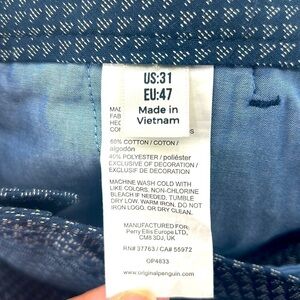 US:31
EU:47
Made in
Vietnam
60% COTTON / COTON /
algodón
40% POLYESTER / poliéster
EXCLUSIVE OF DECORATION /
EXCLUSIF DE DECORATION
MACHINE WASH COLD WITH
LIKE COLORS. NON-CHLORINE
BLEACH IF NEEDED. TUMBLE
DRY LOW. WARM IRON. DO NOT
IRON LOGO. OR DRY CLEAN.
MANUFACTURED FOR:
Perry Ellis Europe LTD,
CM8 3DJ, UK
RN# 37763 / CA# 55972
OP4833
www.originalpenguin.com